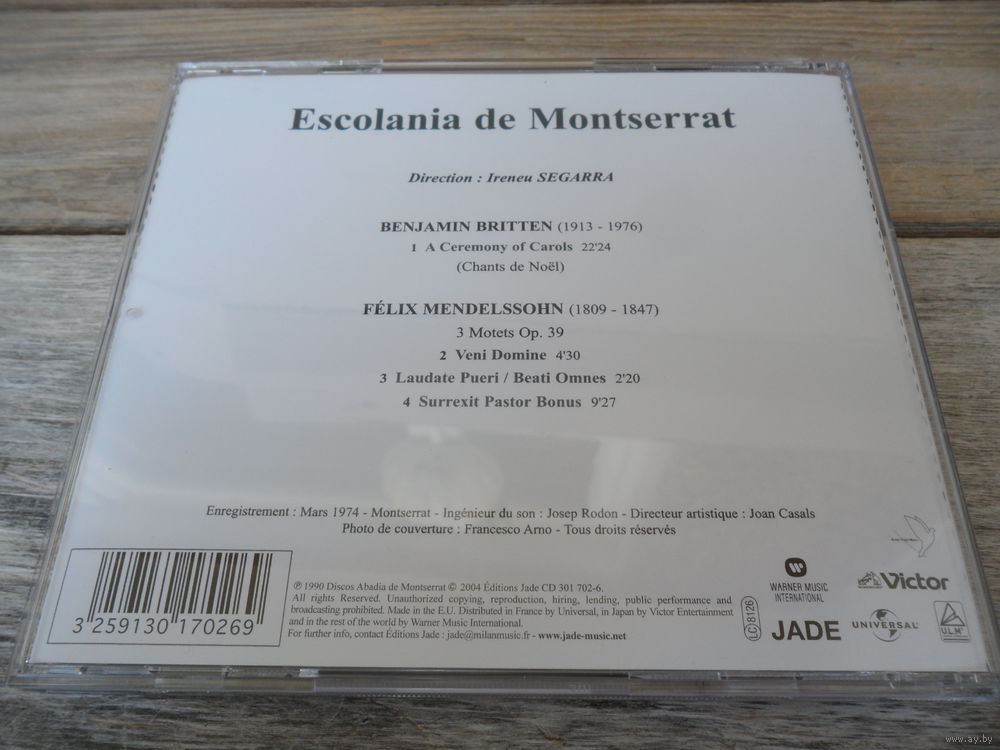 Escolania de Montserrat
Direction : Ireneu SEGARRA
BENJAMIN BRITTEN (1913 - 1976)
1 A Ceremony of Carols 22'24
(Chants de Noël)
FÉLIX MENDELSSOHN (1809 - 1847)
3 Motets Op. 39
2 Veni Domine 4'30
3 Laudate Pueri / Beati Omnes 2'20
4 Surrexit Pastor Bonus 9'27
Enregistrement : Mars 1974 - Montserrat - Ingénieur du son : Josep Rodon - Directeur artistique : Joan Casals
Photo de couverture : Francesco Arno - Tous droits réservés
3 259130 170269
℗ 1990 Discos Abadia de Montserrat © 2004 Éditions Jade CD 301 702-6.
All rights Reserved. Unauthorized copying, reproduction, hiring, lending, public performance and
broadcasting prohibited. Made in the E.U. Distributed in France by Universal, in Japan by Victor Entertainment
and in the rest of the world by Warner Music International.
For further info, contact Éditions Jade : jade@milanmusic.fr - www.jade-music.net
LC 8126
WARNER MUSIC
INTERNATIONAL
JADE
Victor
UNIVERSAL
U.L.M
www.ay.by